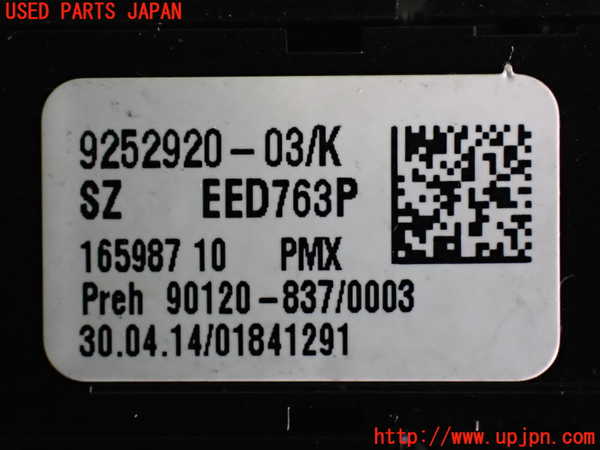 USED PARTS JAPAN
9252920-03/K
SZ EED763P
165987 10 PMX
Preh 90120-837/0003
30.04.14/01841291
http://www.upjpn.com/